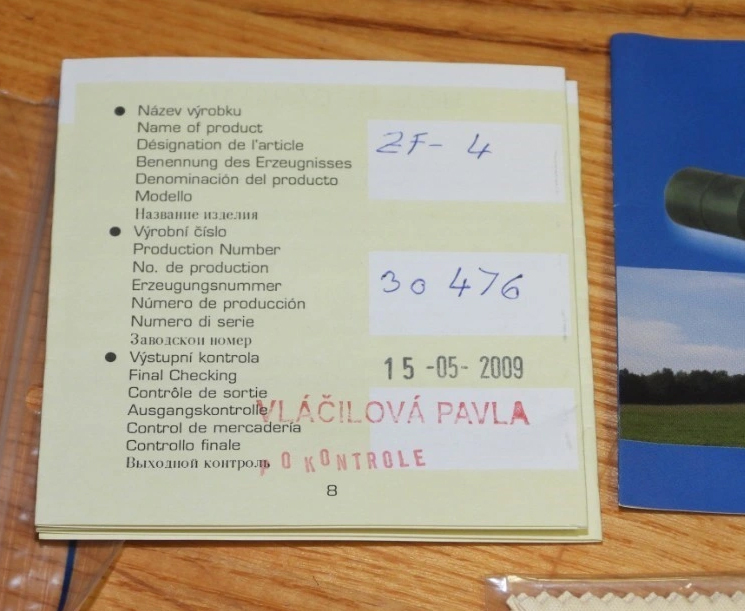 ● Název výrobku
Name of product
Désignation de l'article
Benennung des Erzeugnisses
Denominación del producto
Modello
Название изделия
ZF- 4
● Výrobní číslo
Production Number
No. de production
Erzeugungsnummer
Número de producción
Numero di serie
Заводскои номер
30 476
● Výstupní kontrola
Final Checking
Contrôle de sortie
Ausgangskontrolle
Control de mercaderia
Controllo finale
Выходной контроль
15 -05- 2009
VLÁČILOVÁ PAVLA
PO KONTROLE
8